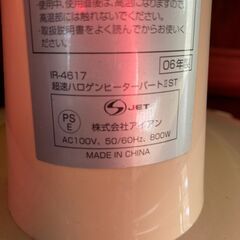 ・使用中、使用直後は、高温になりますので
高温部にはふれないでください。
・取扱説明書をよく読んでからお使いください
06年製
IR-4617
超速ハロゲンヒーターパートⅡST
PS
E
JET
株式会社アイアン
AC100V、50/60Hz、800W
MADE IN CHINA